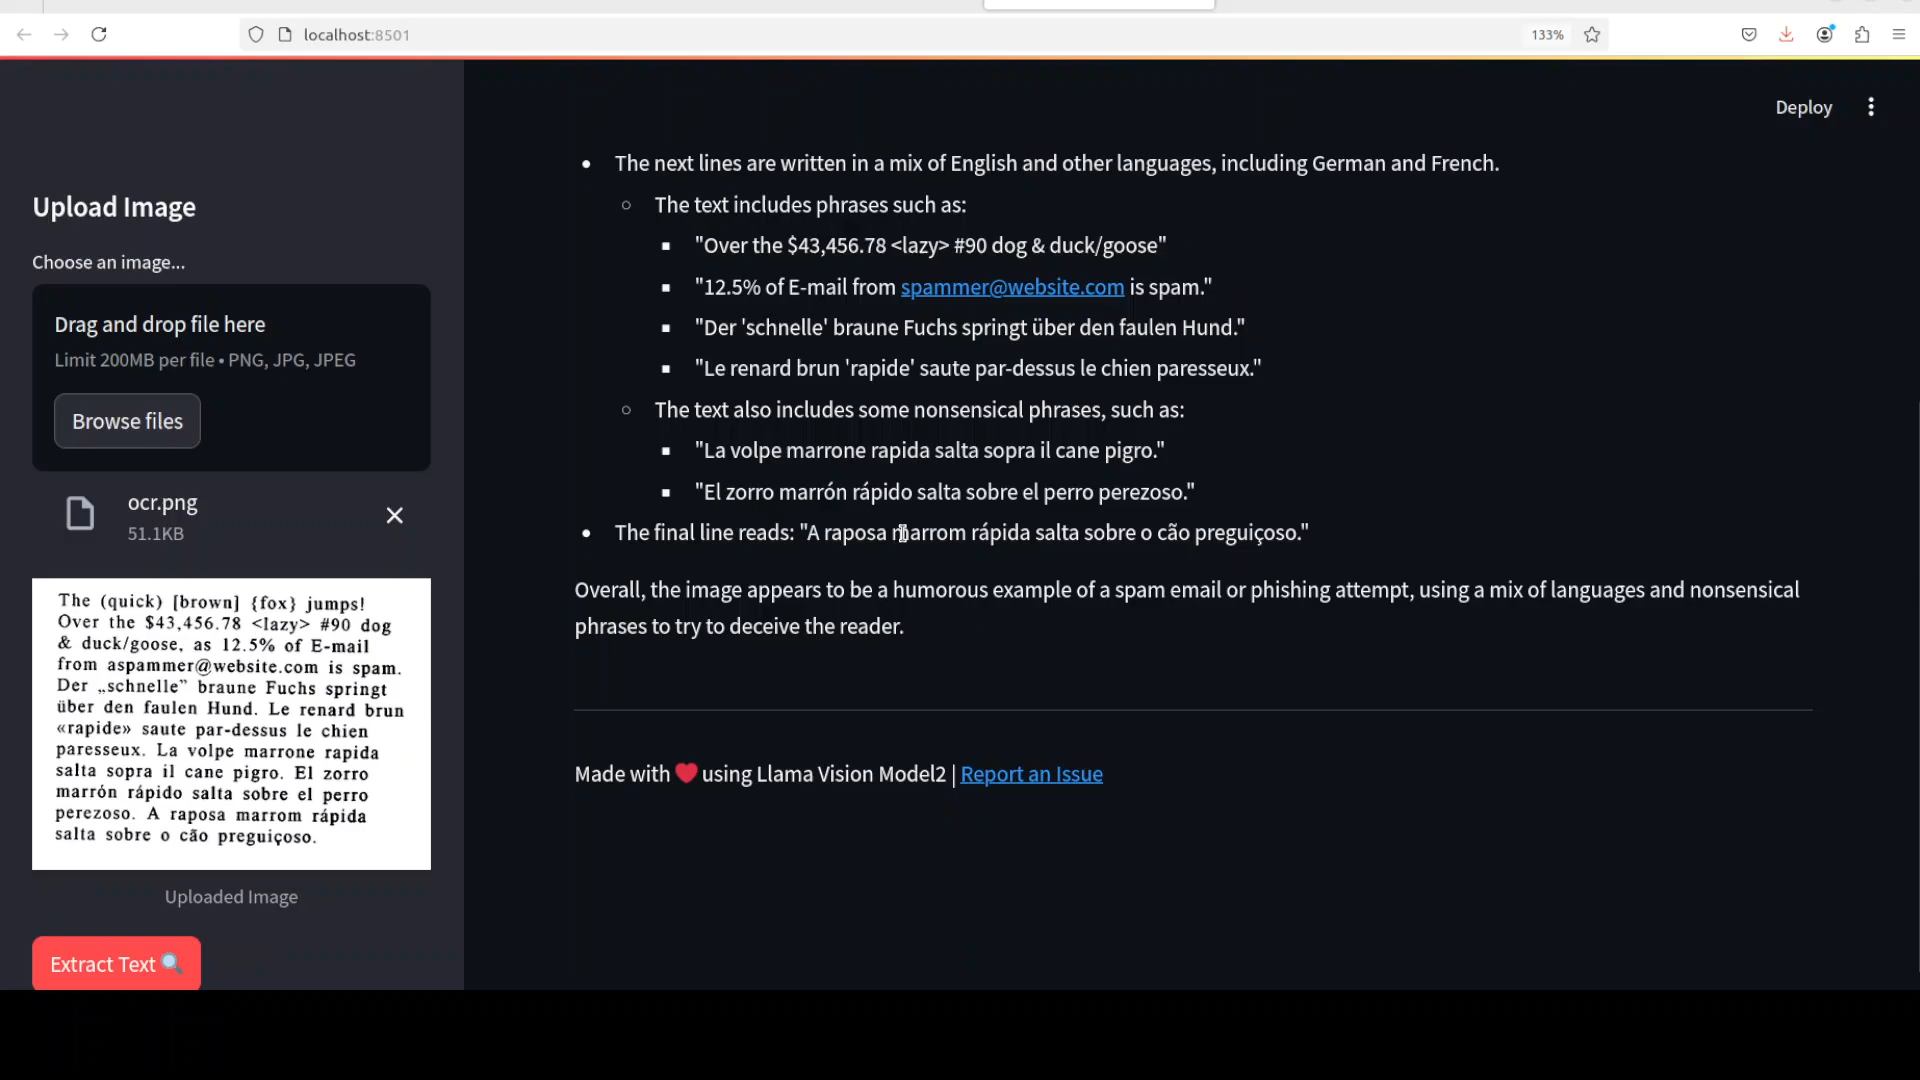 localhost:8501
133%
Deploy
Upload Image
Choose an image...
Drag and drop file here
Limit 200MB per file • PNG, JPG, JPEG
Browse files
ocr.png
51.1KB
The (quick) [brown] {fox} jumps!
Over the $43,456.78 <lazy> #90 dog
& duck/goose, as 12.5% of E-mail
from aspammer@website.com is spam.
Der „schnelle” braune Fuchs springt
über den faulen Hund. Le renard brun
«rapide» saute par-dessus le chien
paresseux. La volpe marrone rapida
salta sopra il cane pigro. El zorro
marrón rápido salta sobre el perro
perezoso. A raposa marrom rápida
salta sobre o cão preguiçoso.
Uploaded Image
Extract Text
• The next lines are written in a mix of English and other languages, including German and French.
○ The text includes phrases such as:
▪ "Over the $43,456.78 <lazy> #90 dog & duck/goose"
▪ "12.5% of E-mail from spammer@website.com is spam."
▪ "Der 'schnelle' braune Fuchs springt über den faulen Hund."
▪ "Le renard brun 'rapide' saute par-dessus le chien paresseux."
○ The text also includes some nonsensical phrases, such as:
▪ "La volpe marrone rapida salta sopra il cane pigro."
▪ "El zorro marrón rápido salta sobre el perro perezoso."
• The final line reads: "A raposa marrom rápida salta sobre o cão preguiçoso."
Overall, the image appears to be a humorous example of a spam email or phishing attempt, using a mix of languages and nonsensical
phrases to try to deceive the reader.
Made with ❤️ using Llama Vision Model2 | Report an Issue